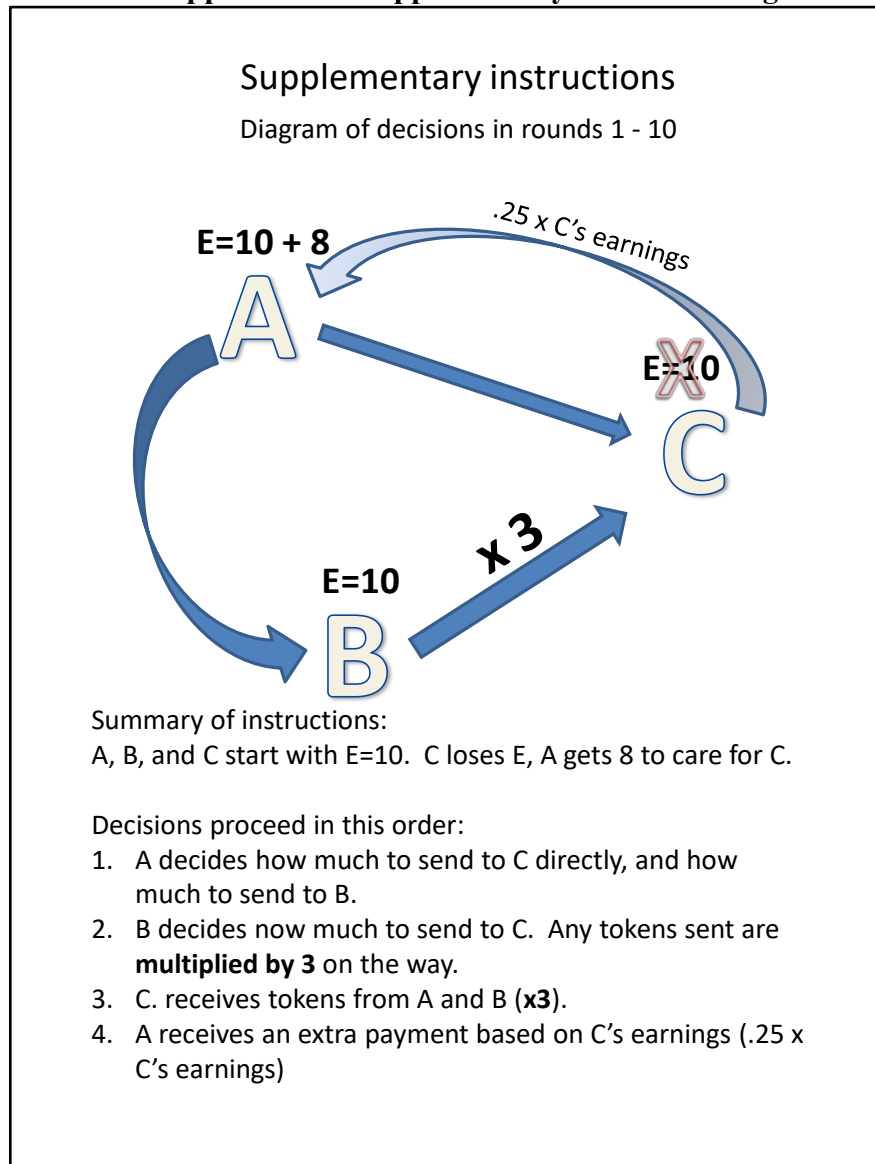 Supplementary instructions
Diagram of decisions in rounds 1 - 10
.25 x C's earnings
E=10 + 8
A
E=10
X
C
x 3
E=10
B
Summary of instructions:
A, B, and C start with E=10.  C loses E, A gets 8 to care for C.
Decisions proceed in this order:
1. A decides how much to send to C directly, and how
much to send to B.
2. B decides now much to send to C.  Any tokens sent are
multiplied by 3 on the way.
3. C. receives tokens from A and B (x3).
4. A receives an extra payment based on C's earnings (.25 x
C's earnings)